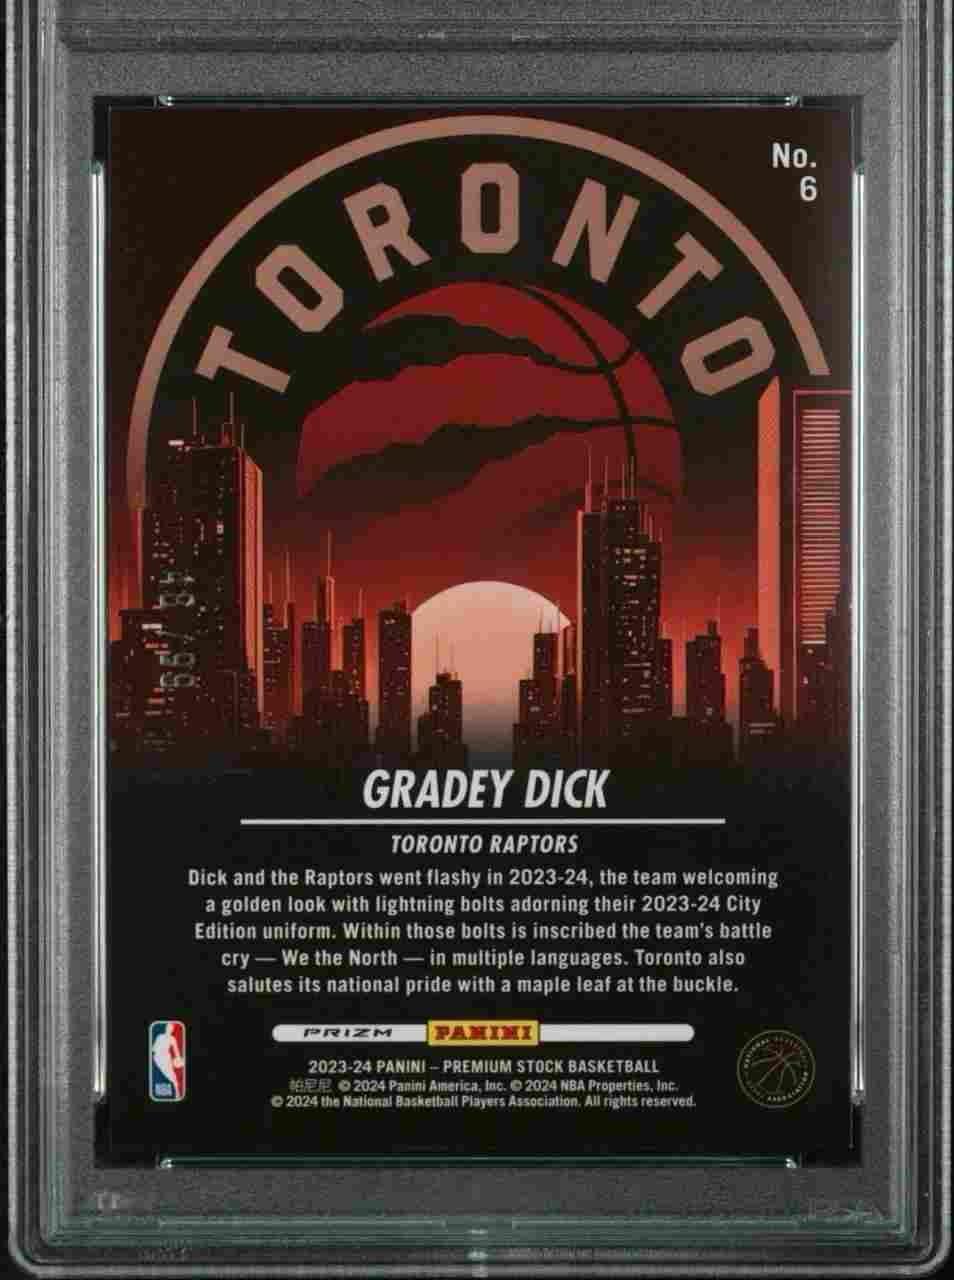 No.
6
TORONTO
GRADEY DICK
TORONTO RAPTORS
Dick and the Raptors went flashy in 2023-24, the team welcoming
a golden look with lightning bolts adorning their 2023-24 City
Edition uniform. Within those bolts is inscribed the team's battle
cry — We the North — in multiple languages. Toronto also
salutes its national pride with a maple leaf at the buckle.
PRIZM PANINI
NBA
2023-24 PANINI – PREMIUM STOCK BASKETBALL
帕尼尼 © 2024 Panini America, Inc. © 2024 NBA Properties, Inc.
© 2024 the National Basketball Players Association. All rights reserved.